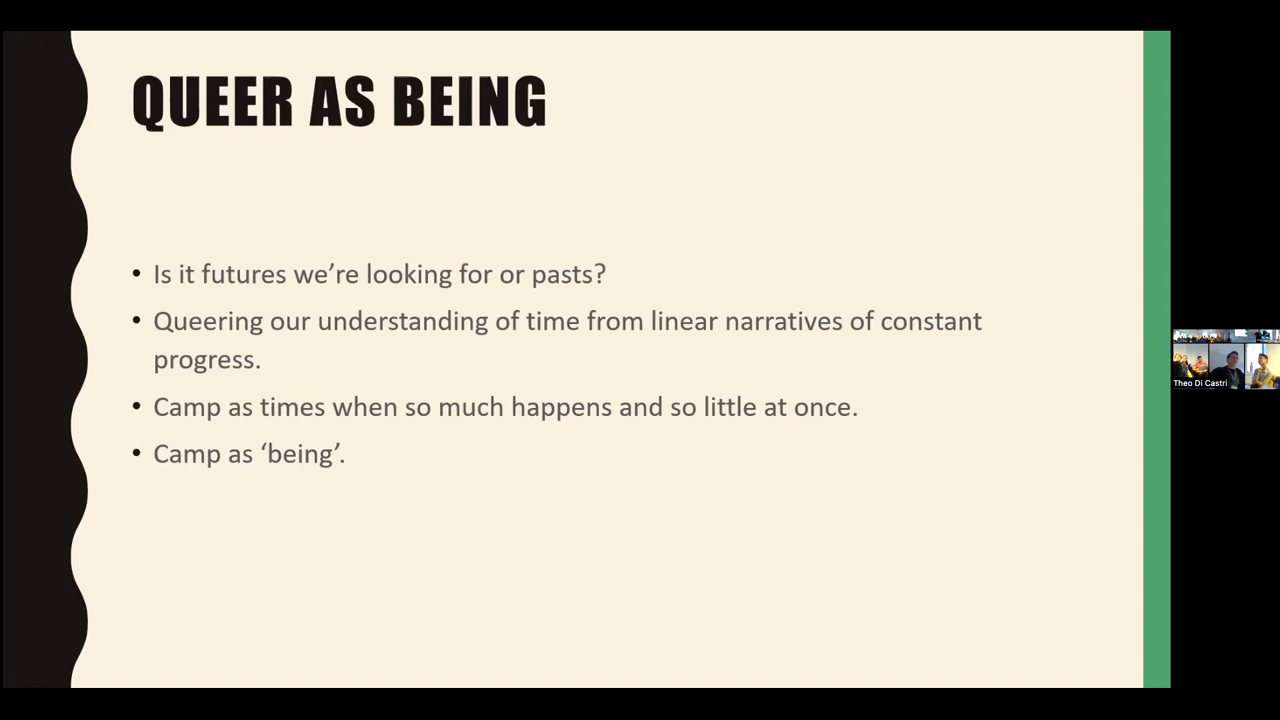 QUEER AS BEING
• Is it futures we’re looking for or pasts?
• Queering our understanding of time from linear narratives of constant
progress.
• Camp as times when so much happens and so little at once.
• Camp as ‘being’.
Theo Di Castri